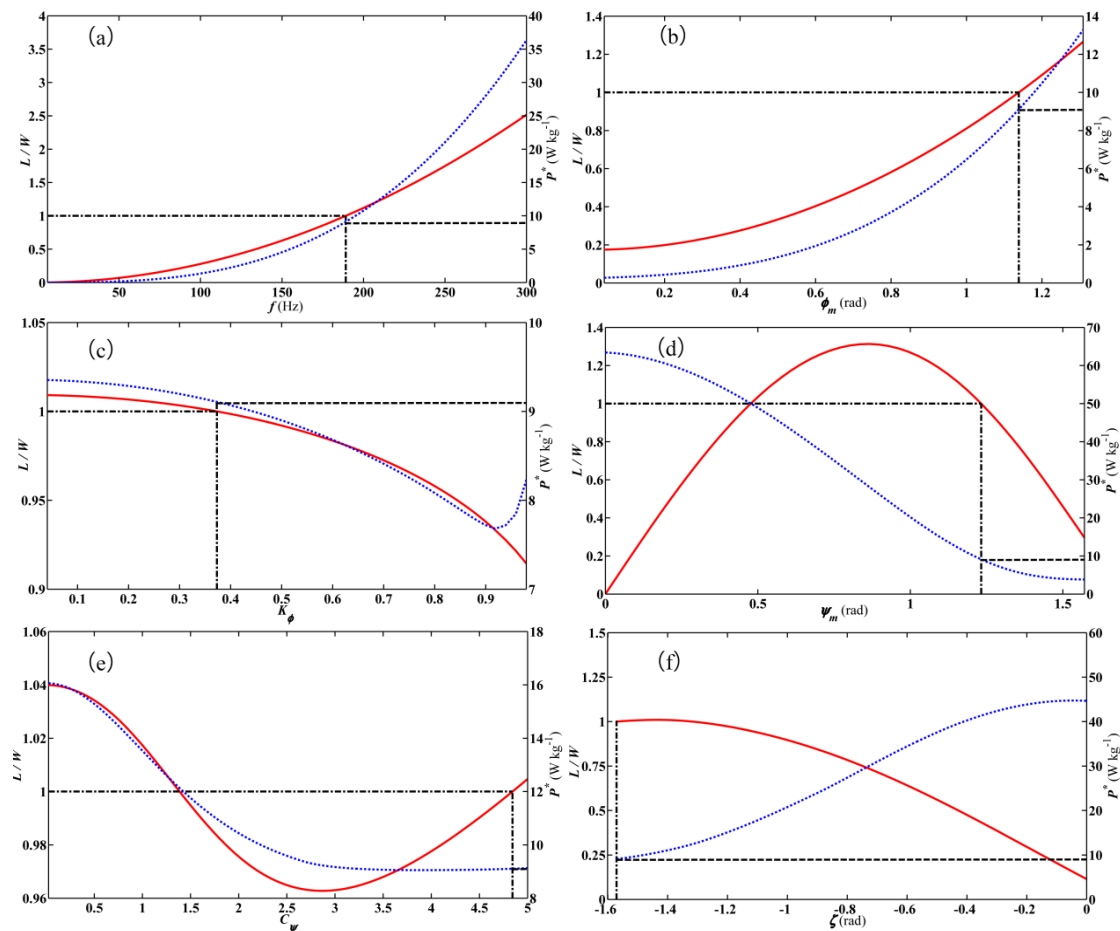 (a)
4
3.5
3
2.5
2
1.5
1
0.5
0
L / W
50 100 150 200 250 300
f (Hz)
40
35
30
25
20
15
10
5
0
P* (W kg-1)
(b)
1.4
1.2
1
0.8
0.6
0.4
0.2
0
L / W
0.2 0.4 0.6 0.8 1 1.2
ϕm (rad)
14
12
10
8
6
4
2
0
P* (W kg-1)
(c)
1.05
1
0.95
0.9
L / W
0.1 0.2 0.3 0.4 0.5 0.6 0.7 0.8 0.9
Kϕ
10
9
8
7
P* (W kg-1)
(d)
1.4
1.2
1
0.8
0.6
0.4
0.2
0
L / W
0 0.5 1 1.5
ψm (rad)
70
60
50
40
30
20
10
0
P* (W kg-1)
(e)
1.06
1.04
1.02
1
0.98
0.96
L / W
0.5 1 1.5 2 2.5 3 3.5 4 4.5 5
Cψ
18
16
14
12
10
8
P* (W kg-1)
(f)
1.5
1.25
1
0.75
0.5
0.25
0
L / W
-1.6 -1.4 -1.2 -1 -0.8 -0.6 -0.4 -0.2 0
ζ (rad)
60
50
40
30
20
10
0
P* (W kg-1)